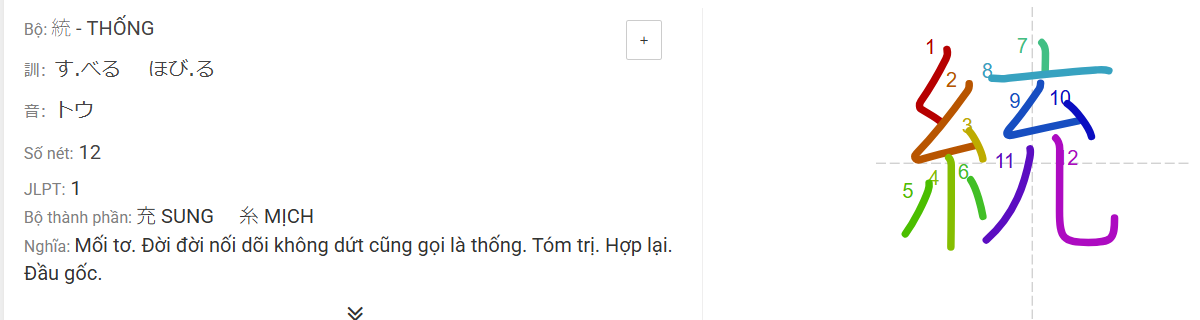 Bộ: 統 - THỐNG
+
訓: す.べる ほび.る
音: トウ
Số nét: 12
JLPT: 1
Bộ thành phần: 充 SUNG 糸 MỊCH
Nghĩa: Mối tơ. Đời đời nối dõi không dứt cũng gọi là thống. Tóm trị. Hợp lại.
Đầu gốc.
統
1
2
3
4
5
6
7
8
9
10
11
12